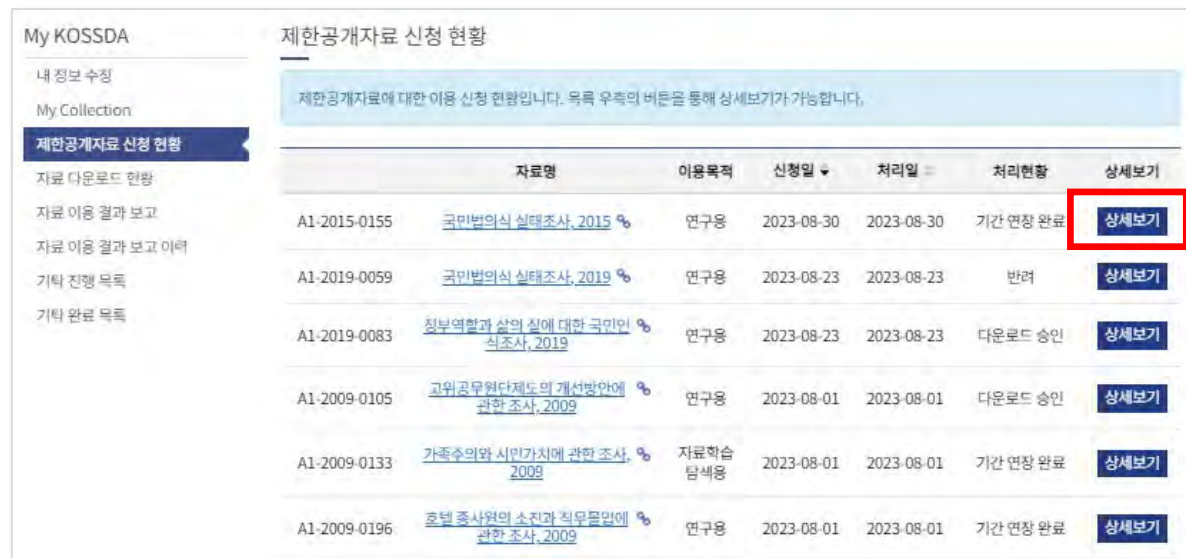 My KOSSDA
내 정보 수정
My Collection
제한공개자료 신청 현황
자료 다운로드 현황
자료 이용 결과 보고
자료 이용 결과 보고 이력
기탁 진행 목록
기탁 완료 목록
제한공개자료 신청 현황
제한공개자료에 대한 이용 신청 현황입니다. 목록 우측의 버튼을 통해 상세보기가 가능합니다.
자료명 이용목적 신청일 처리일 처리현황 상세보기
A1-2015-0155 국민법의식 실태조사, 2015 연구용 2023-08-30 2023-08-30 기간 연장 완료 상세보기
A1-2019-0059 국민법의식 실태조사, 2019 연구용 2023-08-23 2023-08-23 반려 상세보기
A1-2019-0083 정부역할과 삶의 질에 대한 국민인
식조사, 2019 연구용 2023-08-23 2023-08-23 다운로드 승인 상세보기
A1-2009-0105 고위공무원단제도의 개선방안에
관한 조사, 2009 연구용 2023-08-01 2023-08-01 다운로드 승인 상세보기
A1-2009-0133 가족주의와 시민가치에 관한 조사,
2009 자료학습
탐색용 2023-08-01 2023-08-01 기간 연장 완료 상세보기
A1-2009-0196 호텔 종사원의 소진과 직무몰입에
관한 조사, 2009 연구용 2023-08-01 2023-08-01 기간 연장 완료 상세보기